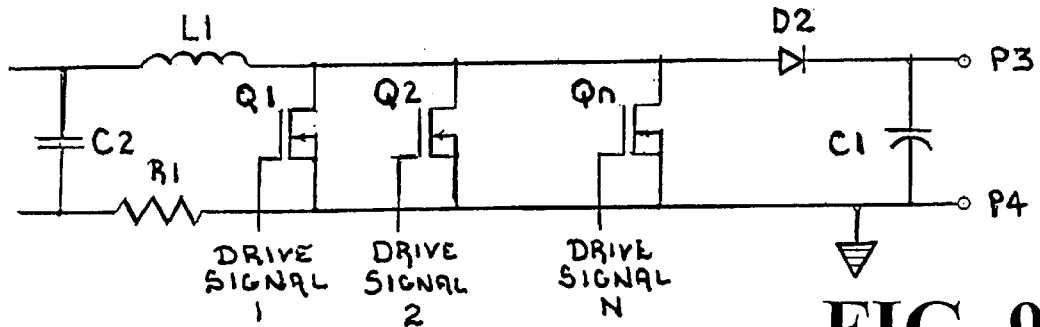 L1
D2
P3
Q1
Q2
Qn
C2
C1
R1
P4
DRIVE
SIGNAL
1
DRIVE
SIGNAL
2
DRIVE
SIGNAL
N
FIG. 9